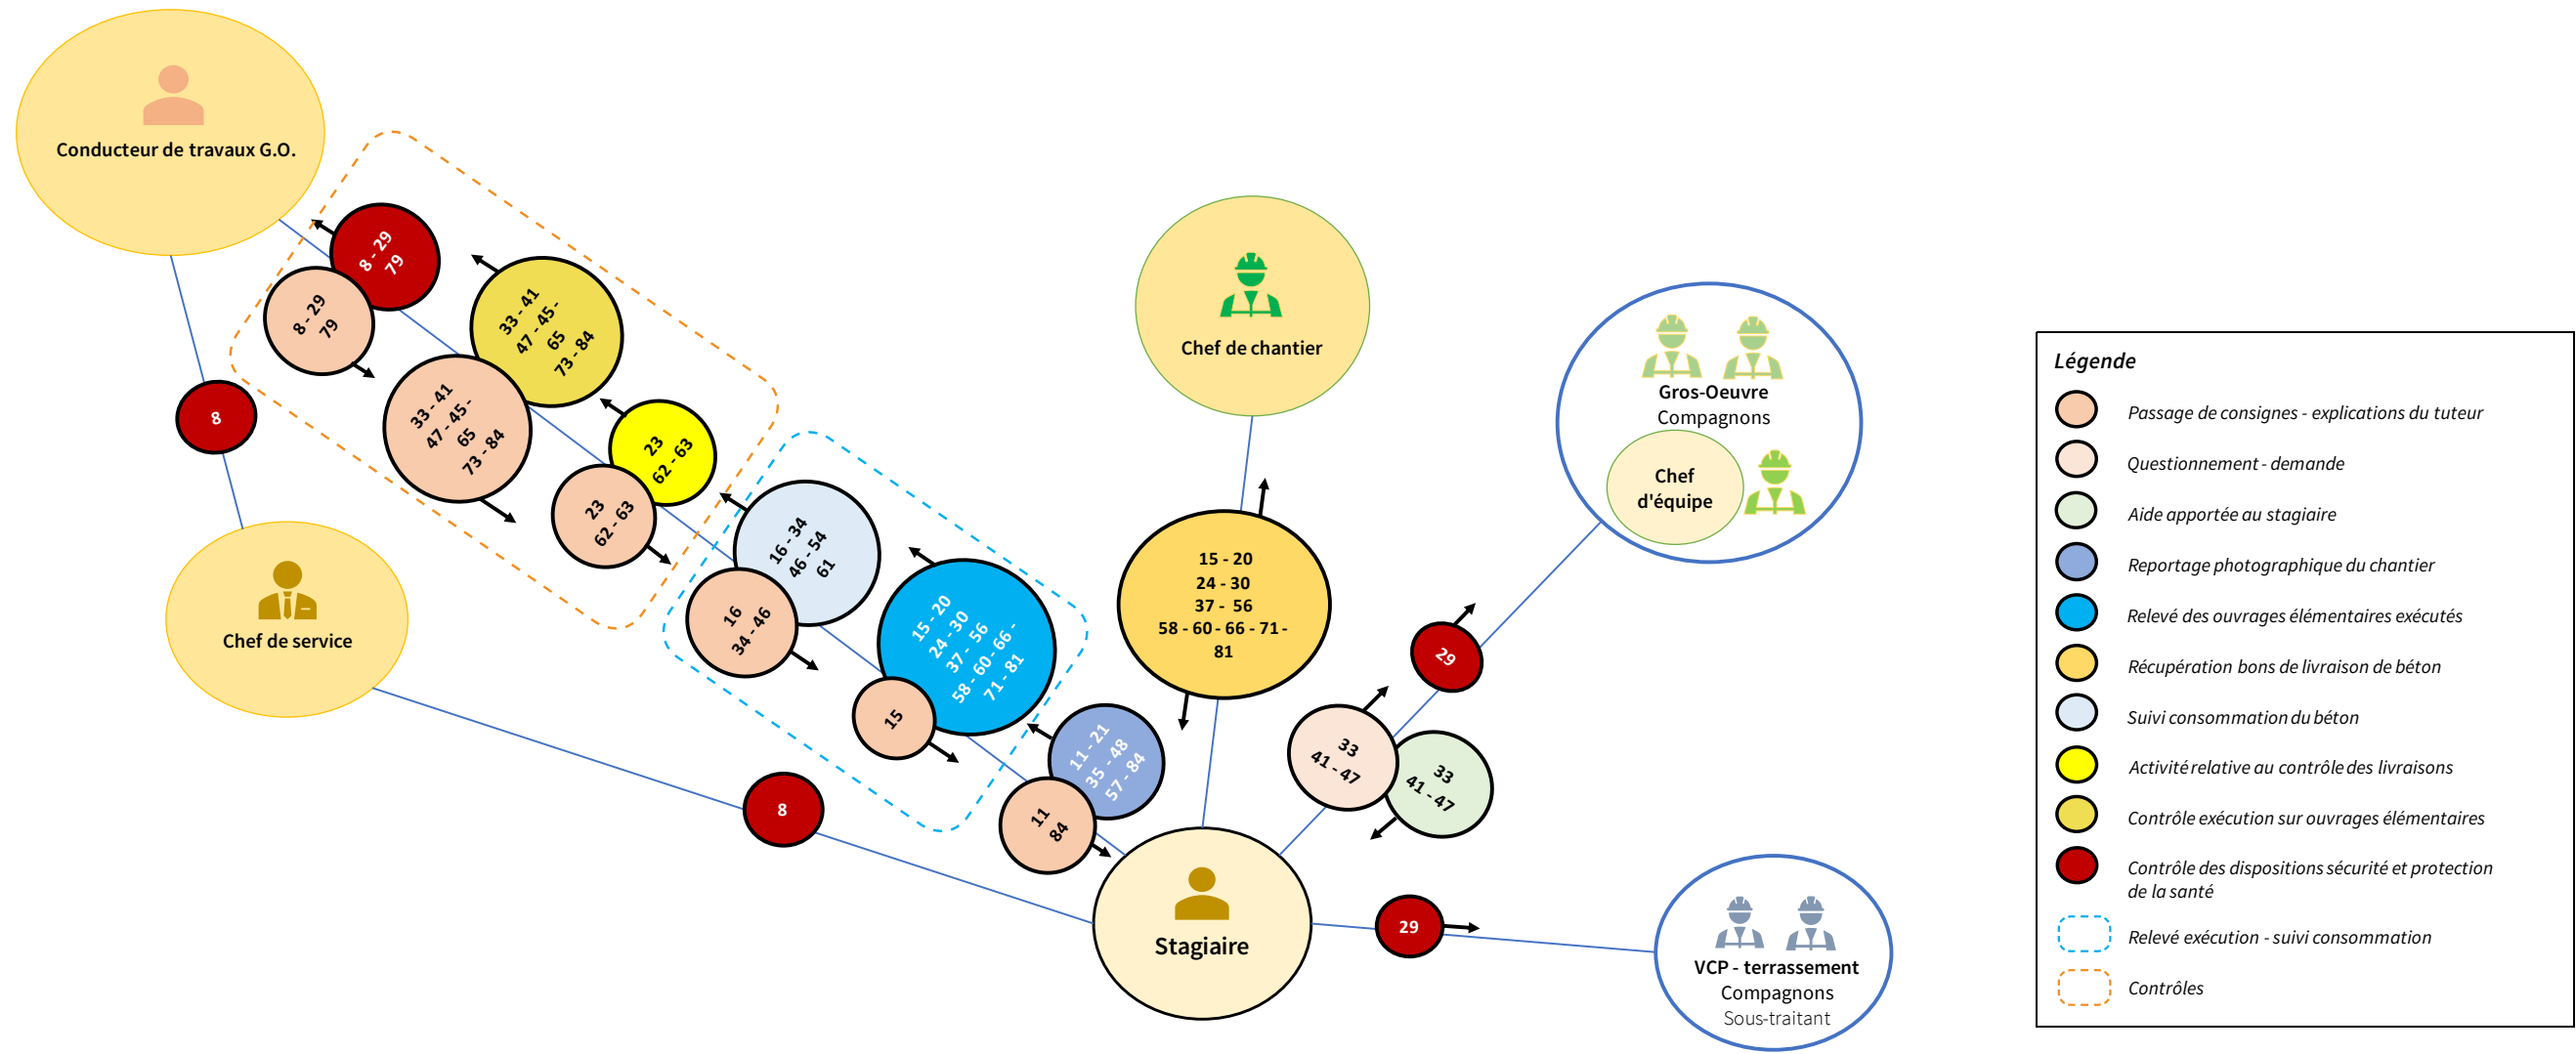 Conducteur de travaux G.O.
8 - 29
79
8 - 29
79
33 - 41
47 - 45 -
65
73 - 84
33 - 41
47 - 45 -
65
73 - 84
23
62 - 63
23
62 - 63
8
Chef de service
16 - 34
46 - 54
61
16
34 - 46
15 - 20
24 - 30
37 - 56
58 - 60 - 66 -
71 - 81
15
11 - 21
35 - 48
57 - 84
11
84
8
Chef de chantier
15 - 20
24 - 30
37 - 56
58 - 60 - 66 - 71 -
81
Gros-Oeuvre
Compagnons
Chef
d'équipe
29
33
41 - 47
33
41 - 47
Stagiaire
29
VCP - terrassement
Compagnons
Sous-traitant
Légende
Passage de consignes - explications du tuteur
Questionnement - demande
Aide apportée au stagiaire
Reportage photographique du chantier
Relevé des ouvrages élémentaires exécutés
Récupération bons de livraison de béton
Suivi consommation du béton
Activité relative au contrôle des livraisons
Contrôle exécution sur ouvrages élémentaires
Contrôle des dispositions sécurité et protection
de la santé
Relevé exécution - suivi consommation
Contrôles